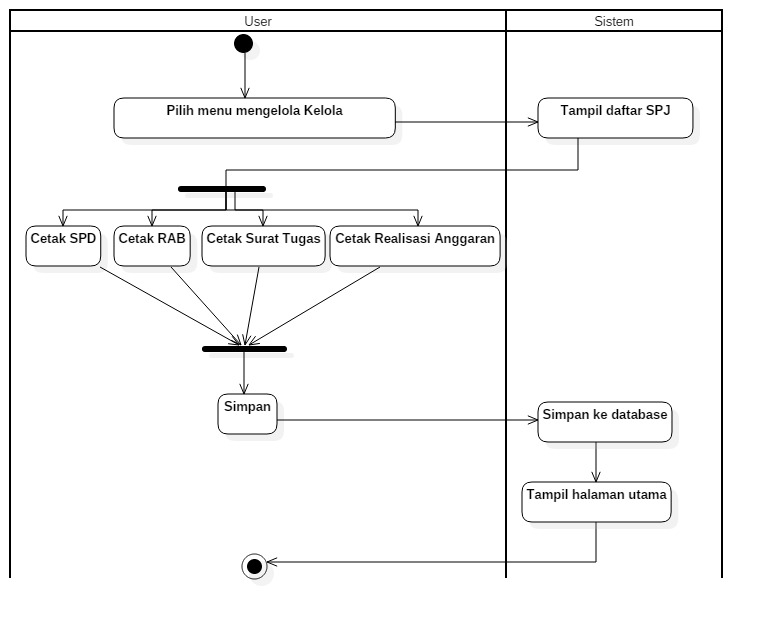 User
Sistem
Pilih menu mengelola Kelola
Tampil daftar SPJ
Cetak SPD
Cetak RAB
Cetak Surat Tugas
Cetak Realisasi Anggaran
Simpan
Simpan ke database
Tampil halaman utama